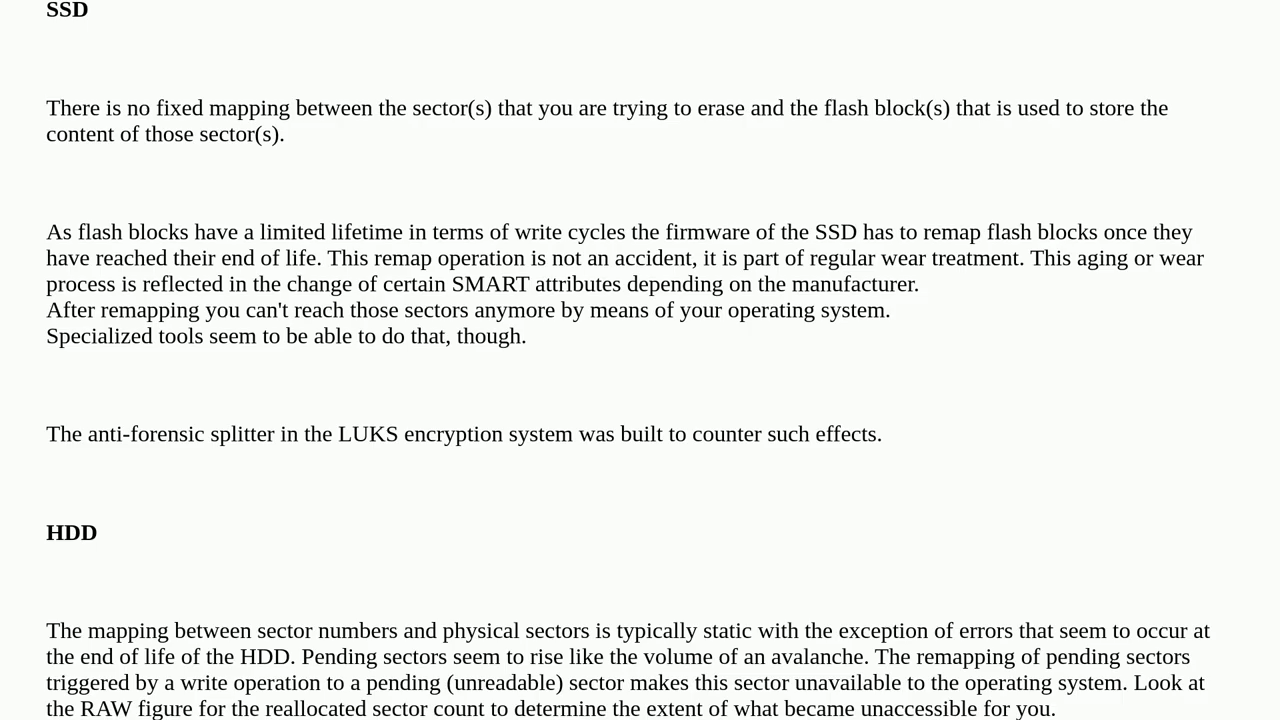 SSD
There is no fixed mapping between the sector(s) that you are trying to erase and the flash block(s) that is used to store the
content of those sector(s).
As flash blocks have a limited lifetime in terms of write cycles the firmware of the SSD has to remap flash blocks once they
have reached their end of life. This remap operation is not an accident, it is part of regular wear treatment. This aging or wear
process is reflected in the change of certain SMART attributes depending on the manufacturer.
After remapping you can't reach those sectors anymore by means of your operating system.
Specialized tools seem to be able to do that, though.
The anti-forensic splitter in the LUKS encryption system was built to counter such effects.
HDD
The mapping between sector numbers and physical sectors is typically static with the exception of errors that seem to occur at
the end of life of the HDD. Pending sectors seem to rise like the volume of an avalanche. The remapping of pending sectors
triggered by a write operation to a pending (unreadable) sector makes this sector unavailable to the operating system. Look at
the RAW figure for the reallocated sector count to determine the extent of what became unaccessible for you.